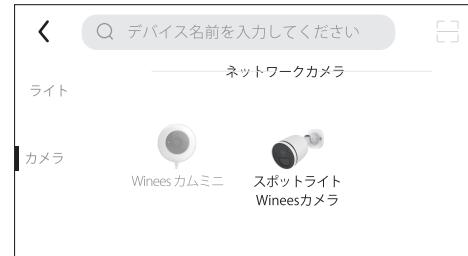 デバイス名前を入力してください
ネットワークカメラ
ライト
カメラ
Winees カムミニ
スポットライト
Wineesカメラ